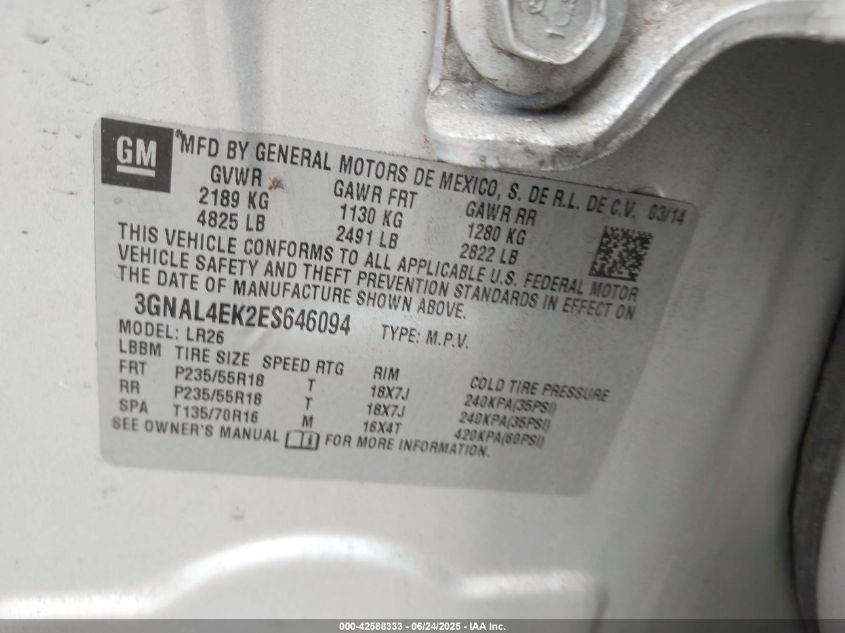 GM
MFD BY GENERAL MOTORS DE MEXICO, S. DE R.L. DE C.V. 03/14
GVWR GAWR FRT GAWR RR
2189 KG 1130 KG 1280 KG
4825 LB 2491 LB 2822 LB
THIS VEHICLE CONFORMS TO ALL APPLICABLE U.S. FEDERAL MOTOR
VEHICLE SAFETY AND THEFT PREVENTION STANDARDS IN EFFECT ON
THE DATE OF MANUFACTURE SHOWN ABOVE.
3GNAL4EK2ES646094 TYPE: M.P.V.
MODEL: LR26
LBBM TIRE SIZE SPEED RTG RIM COLD TIRE PRESSURE
FRT P235/55R18 T 18X7J 240KPA(35PSI)
RR P235/55R18 T 18X7J 240KPA(35PSI)
SPA T135/70R16 M 16X4T 420KPA(60PSI)
SEE OWNER'S MANUAL FOR MORE INFORMATION.
000-42588333 - 06/24/2025 - IAA Inc.